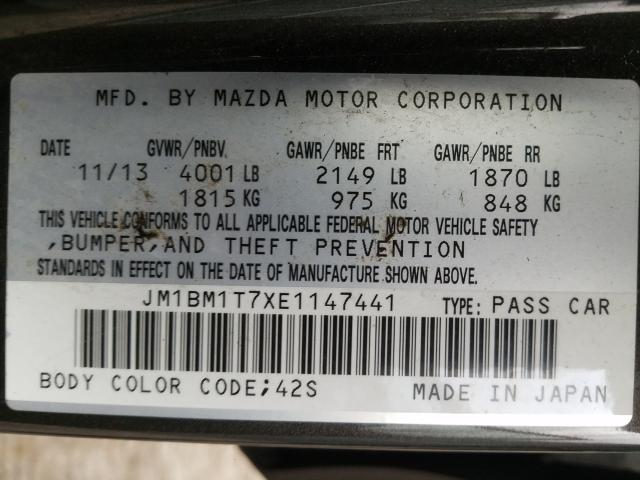 MFD. BY MAZDA MOTOR CORPORATION
DATE GVWR/PNBV. GAWR/PNBE FRT GAWR/PNBE RR
11/13 4001 LB 2149 LB 1870 LB
1815 KG 975 KG 848 KG
THIS VEHICLE CONFORMS TO ALL APPLICABLE FEDERAL MOTOR VEHICLE SAFETY
,BUMPER,AND THEFT PREVENTION
STANDARDS IN EFFECT ON THE DATE OF MANUFACTURE SHOWN ABOVE.
JM1BM1T7XE1147441 TYPE: PASS CAR
BODY COLOR CODE;42S MADE IN JAPAN